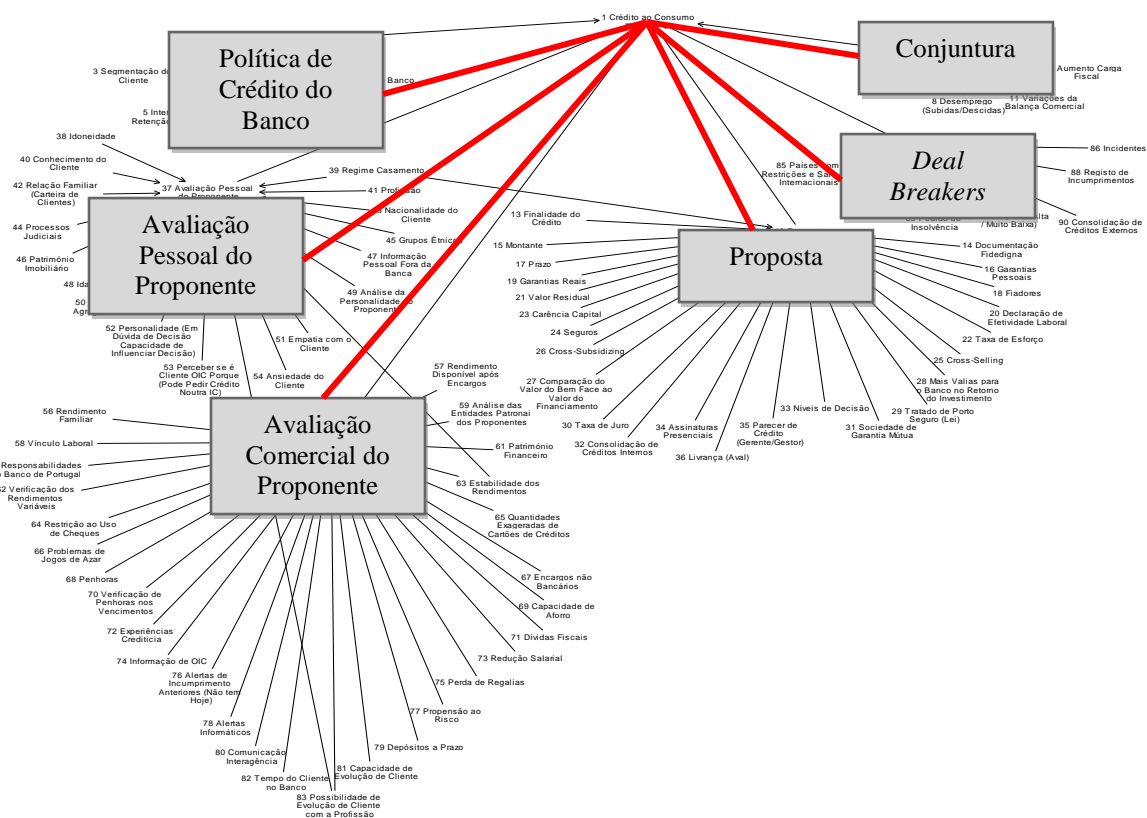 1 Crédito ao Consumo
Política de
Crédito do
Banco
3 Segmentação
Cliente
Banco
Conjuntura
Aumento Carga
Fiscal
8 Desemprego
(Subidas/Descidas)
11 Variações da
Balança Comercial
38 Idoneidade
40 Conhecimento do
Cliente
42 Relação Familiar
(Carteira de
Clientes)
44 Processos
Judiciais
46 Património
Imobiliário
37 Avaliação Pessoal
do Proponente
39 Regime Casamento
41 Profissão
Nacionalidade do
Cliente
45 Grupos Étnicos
47 Informação
Pessoal Fora da
Banca
49 Análise da
Personalidade do
Proponente
Avaliação
Pessoal do
Proponente
50
51 Empatia com o
Cliente
52 Personalidade (Em
Dúvida de Decisão
Capacidade de
Influenciar Decisão)
53 Perceber se é
Cliente OIC Porque
(Pode Pedir Crédito
Noutra IC)
54 Ansiedade do
Cliente
85 Países com
Restrições e
Internacionais
Deal
Breakers
86 Incidentes
88 Registo de
Incumprimentos
90 Consolidação de
Créditos Externos
Insolvência
/ Muito Baixa)
13 Finalidade do
Crédito
15 Montante
17 Prazo
19 Garantias Reais
21 Valor Residual
23 Carência Capital
24 Seguros
26 Cross-Subsidizing
27 Comparação do
Valor do Bem Face ao
Valor do
Financiamento
30 Taxa de Juro
32 Consolidação de
Créditos Internos
34 Assinaturas
Presenciais
36 Livrança (Aval)
35 Parecer de
Crédito
(Gerente/Gestor)
33 Níveis de Decisão
31 Sociedade de
Garantia Mútua
29 Tratado de Porto
Seguro (Lei)
28 Mais Valias para
o Banco no Retorno
do Investimento
25 Cross-Selling
22 Taxa de Esforço
20 Declaração de
Efetividade Laboral
18 Fiadores
16 Garantias
Pessoais
14 Documentação
Fidedigna
Proposta
Avaliação
Comercial do
Proponente
56 Rendimento
Familiar
58 Vínculo Laboral
Responsabilidades
Banco de Portugal
62 Verificação dos
Rendimentos
Variáveis
64 Restrição ao Uso
de Cheques
66 Problemas de
Jogos de Azar
68 Penhoras
70 Verificação de
Penhoras nos
Vencimentos
72 Experiências
Creditícia
74 Informação de OIC
76 Alertas de
Incumprimento
Anteriores (Não tem
Hoje)
78 Alertas
Informáticos
80 Comunicação
Interagência
82 Tempo do Cliente
no Banco
83 Possibilidade de
Evolução de Cliente
com a Profissão
81 Capacidade de
Evolução de Cliente
79 Depósitos a Prazo
77 Propensão ao
Risco
75 Perda de Regalias
73 Redução Salarial
71 Dívidas Fiscais
69 Capacidade de
Aforro
67 Encargos não
Bancários
65 Quantidades
Exageradas de
Cartões de Créditos
63 Estabilidade dos
Rendimentos
61 Património
Financeiro
59 Análise das
Entidades Patronai
dos Proponentes
57 Rendimento
Disponível após
Encargos